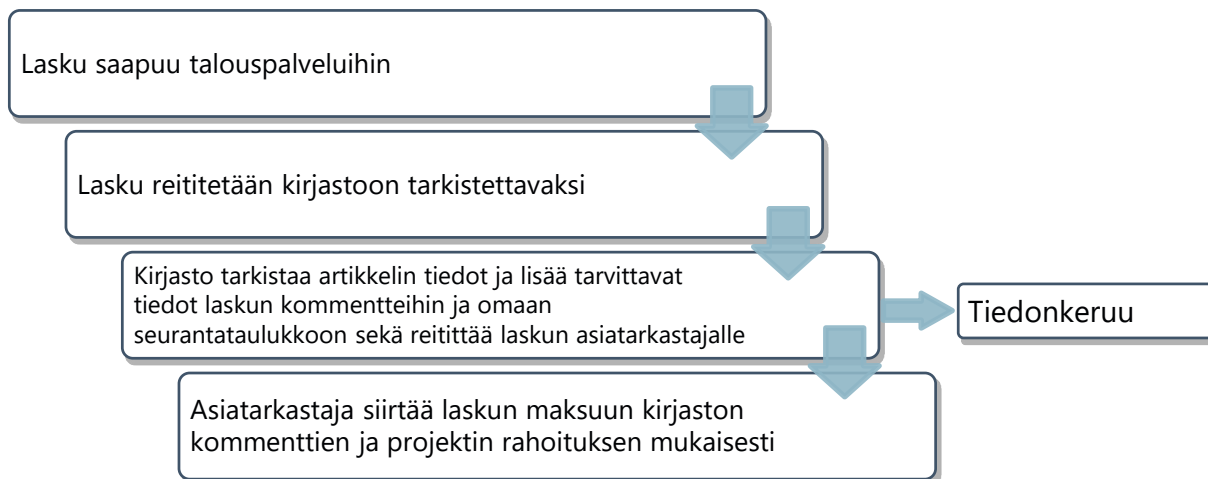 Lasku saapuu talouspalveluihin
Lasku reititetään kirjastoon tarkistettavaksi
Kirjasto tarkistaa artikkelin tiedot ja lisää tarvittavat
tiedot laskun kommentteihin ja omaan
seurantataulukkoon sekä reitittää laskun asiatarkastajalle
Tiedonkeruu
Asiatarkastaja siirtää laskun maksuun kirjaston
kommenttien ja projektin rahoituksen mukaisesti